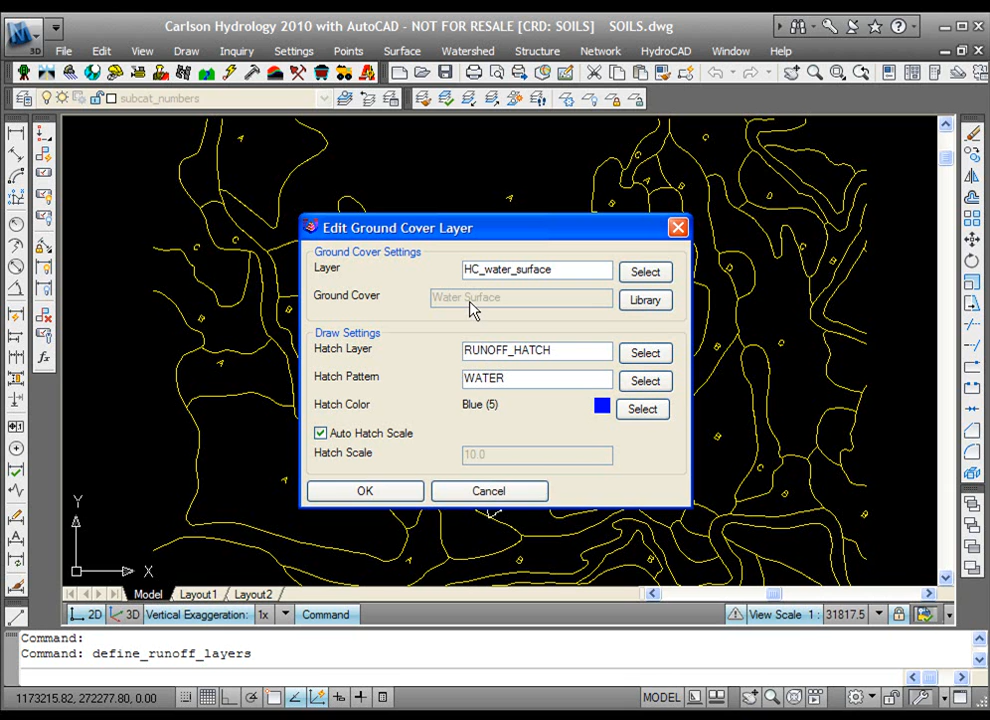 Carlson Hydrology 2010 with AutoCAD - NOT FOR RESALE [CRD: SOILS] SOILS.dwg
File Edit View Draw Inquiry Settings Points Surface Watershed Structure Network HydroCAD Window Help
3D
subcat_numbers
A
A
C
C
C
A
B
C
B
D
B
C
Edit Ground Cover Layer
Ground Cover Settings
Layer HC_water_surface Select
Ground Cover Water Surface Library
Draw Settings
Hatch Layer RUNOFF_HATCH Select
Hatch Pattern WATER Select
Hatch Color Blue (5) Select
Auto Hatch Scale
Hatch Scale 10.0
OK Cancel
Y
X
Model Layout1 Layout2
2D 3D Vertical Exaggeration: 1x Command View Scale 1 : 31817.5
Command:
Command: define_runoff_layers
1173215.82, 272277.80, 0.00 MODEL